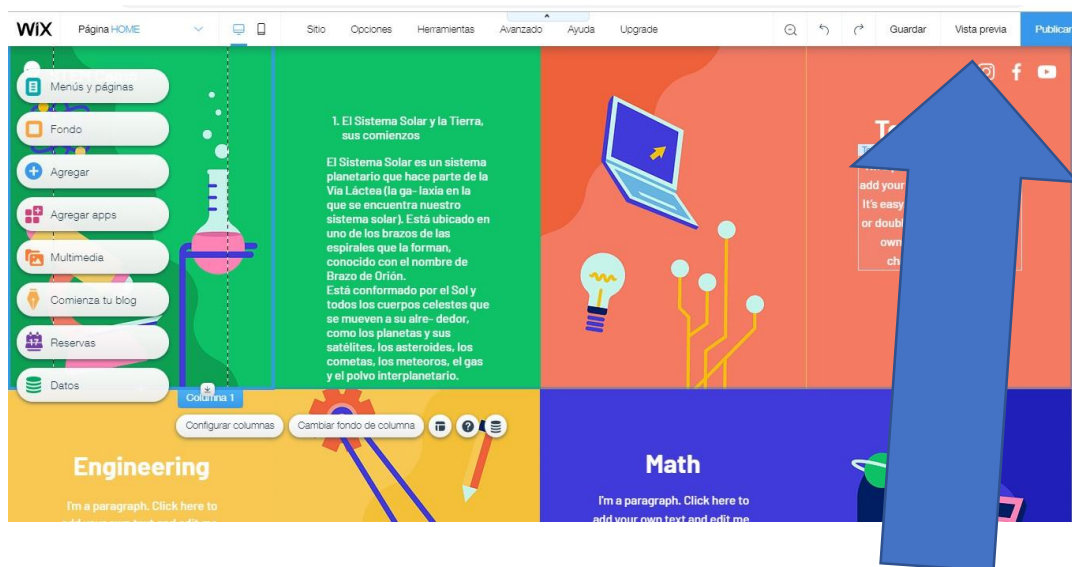 WiX
Página HOME
Sitio
Opciones
Herramientas
Avanzado
Ayuda
Upgrade
Guardar
Vista previa
Publicar
Menús y páginas
Fondo
Agregar
Agregar apps
Multimedia
Comienza tu blog
17
Reservas
Datos
1. El Sistema Solar y la Tierra,
sus comienzos
El Sistema Solar es un sistema
planetario que hace parte de la
Vía Láctea (la ga- laxia en la
que se encuentra nuestro
sistema solar). Está ubicado en
uno de los brazos de las
espirales que la forman,
conocido con el nombre de
Brazo de Orión.
Está conformado por el Sol y
todos los cuerpos celestes que
se mueven a su alre- dedor,
como los planetas y sus
satélites, los asteroides, los
cometas, los meteoros, el gas
y el polvo interplanetario.
add your
It's easy
own
Columna 1
Configurar columnas
Cambiar fondo de columna
?
Engineering
I'm a paragraph. Click here to
Math
I'm a paragraph. Click here to
add your own text and edit me